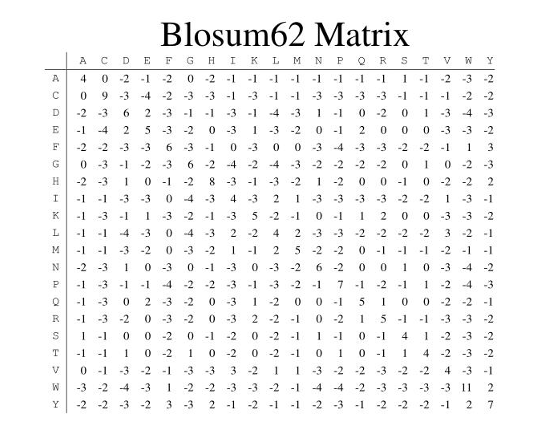 Blosum62 Matrix
A C D E F G H I K L M N P Q R S T V W Y
A 4 0 -2 -1 -2 0 -2 -1 -1 -1 -1 -1 -1 -1 -1 1 -1 -2 -3 -2
C 0 9 -3 -4 -2 -3 -3 -1 -3 -1 -1 -3 -3 -3 -3 -1 -1 -1 -2 -2
D -2 -3 6 2 -3 -1 -1 -3 -1 -4 -3 1 -1 0 -2 0 1 -3 -4 -3
E -1 -4 2 5 -3 -2 0 -3 1 -3 -2 0 -1 2 0 0 0 -3 -3 -2
F -2 -2 -3 -3 6 -3 -1 0 -3 0 0 -3 -4 -3 -3 -2 -2 -1 1 3
G 0 -3 -1 -2 -3 6 -2 -4 -2 -4 -3 -2 -2 -2 -2 0 1 0 -2 -3
H -2 -3 1 0 -1 -2 8 -3 -1 -3 -2 1 -2 0 0 -1 0 -2 -2 2
I -1 -1 -3 -3 0 -4 -3 4 -3 2 1 -3 -3 -3 -3 -2 -2 1 -3 -1
K -1 -3 -1 1 -3 -2 -1 -3 5 -2 -1 0 -1 1 2 0 0 -3 -3 -2
L -1 -1 -4 -3 0 -4 -3 2 -2 4 2 -3 -3 -2 -2 -2 -2 3 -2 -1
M -1 -1 -3 -2 0 -3 -2 1 -1 2 5 -2 -2 0 -1 -1 -1 -2 -1 -1
N -2 -3 1 0 -3 0 -1 -3 0 -3 -2 6 -2 0 0 1 0 -3 -4 -2
P -1 -3 -1 -1 -4 -2 -2 -3 -1 -3 -2 -1 7 -1 -2 -1 1 -2 -4 -3
Q -1 -3 0 2 -3 -2 0 -3 1 -2 0 0 -1 5 1 0 0 -2 -2 -1
R -1 -3 -2 0 -3 -2 0 -3 2 -2 -1 0 -2 1 5 -1 -1 -3 -3 -2
S 1 -1 0 0 -2 0 -1 -2 0 -2 -1 1 -1 0 -1 4 1 -2 -3 -2
T -1 -1 1 0 -2 1 0 -2 0 -2 -1 0 1 0 -1 1 4 -2 -3 -2
V 0 -1 -3 -2 -1 -3 -3 3 -2 1 1 -3 -2 -2 -3 -2 -2 4 -3 -1
W -3 -2 -4 -3 1 -2 -2 -3 -3 -2 -1 -4 -4 -2 -3 -3 -3 -3 11 2
Y -2 -2 -3 -2 3 -3 2 -1 -2 -1 -1 -2 -3 -1 -2 -2 -2 -1 2 7